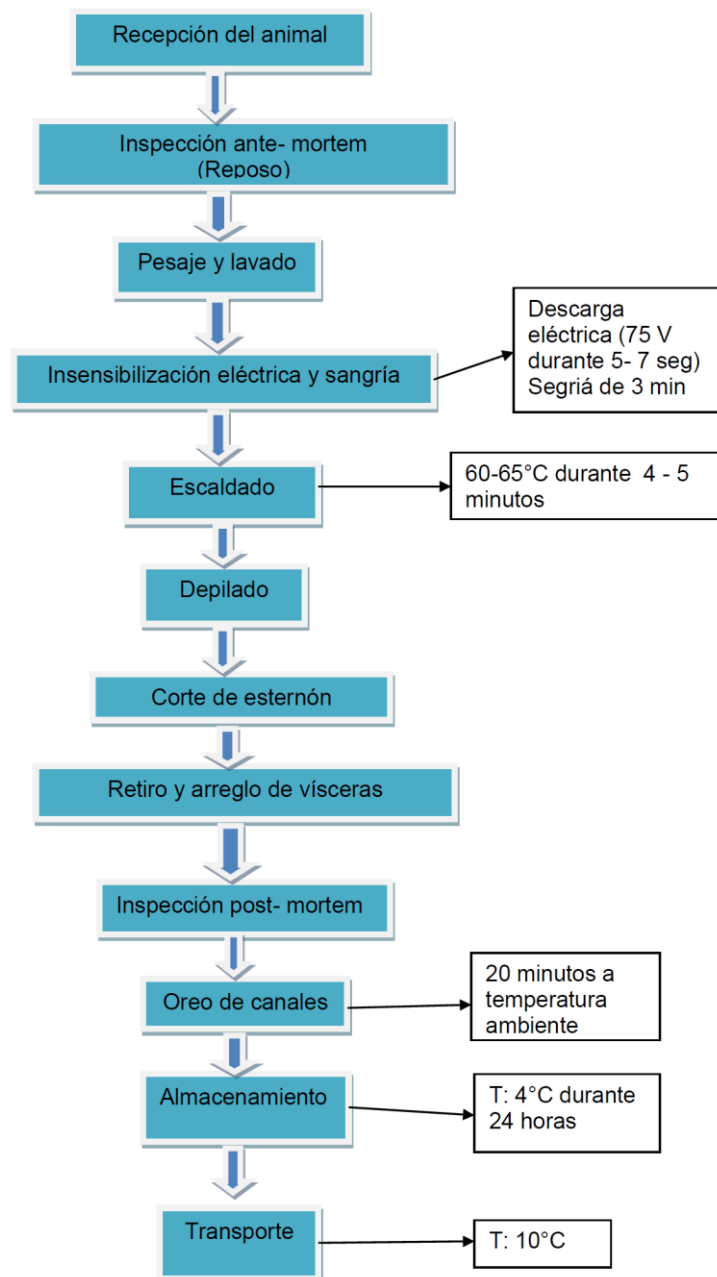 Recepción del animal
Inspección ante- mortem
(Reposo)
Pesaje y lavado
Insensibilización eléctrica y sangría
Descarga
eléctrica (75 V
durante 5- 7 seg)
Segriá de 3 min
Escaldado
60-65°C durante 4 - 5
minutos
Depilado
Corte de esternón
Retiro y arreglo de vísceras
Inspección post- mortem
Oreo de canales
20 minutos a
temperatura
ambiente
Almacenamiento
T: 4°C durante
24 horas
Transporte
T: 10°C